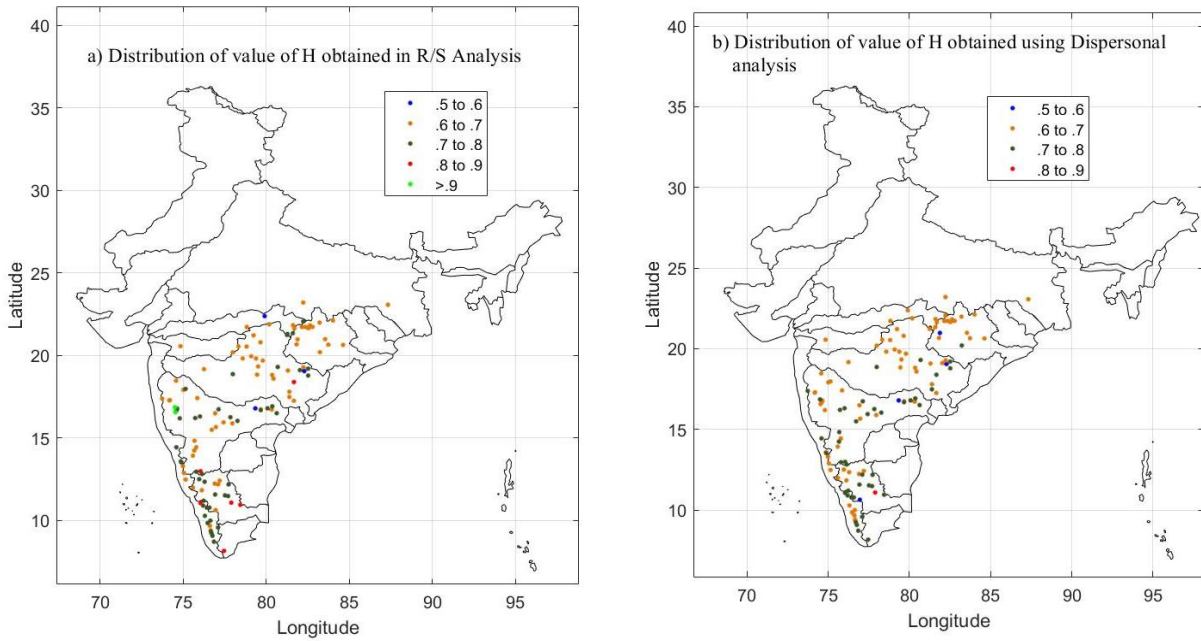 a) Distribution of value of H obtained in R/S Analysis
.5 to .6
.6 to .7
.7 to .8
.8 to .9
>.9
40
35
30
25
20
15
10
Latitude
70 75 80 85 90 95
Longitude
b) Distribution of value of H obtained using Dispersonal
analysis
.5 to .6
.6 to .7
.7 to .8
.8 to .9
40
35
30
25
20
15
10
Latitude
70 75 80 85 90 95
Longitude